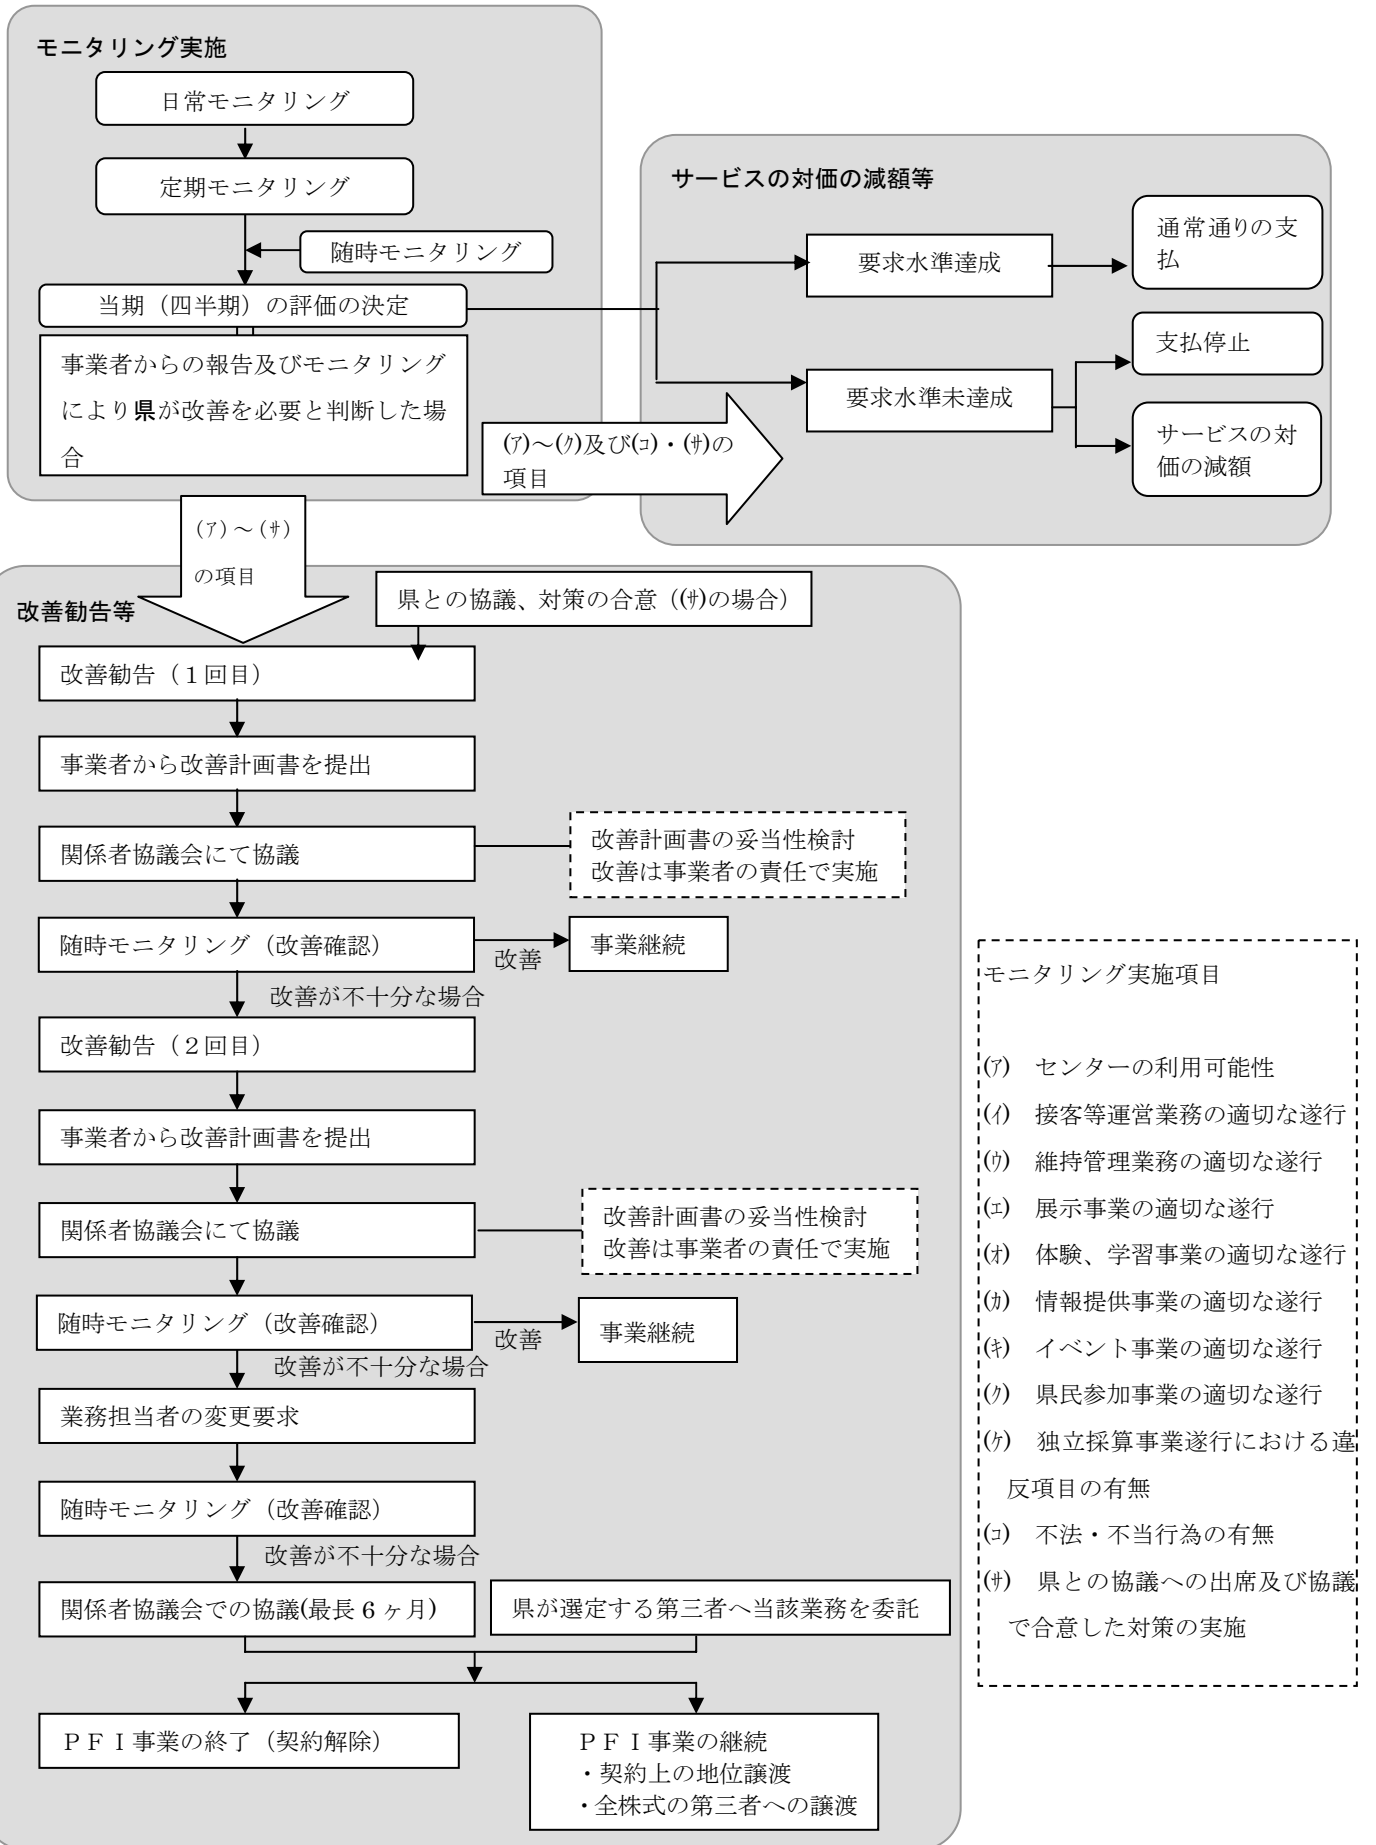 モニタリング実施
日常モニタリング
定期モニタリング
随時モニタリング
当期（四半期）の評価の決定
事業者からの報告及びモニタリング
により県が改善を必要と判断した場
合
サービスの対価の減額等
要求水準達成
通常通りの支
払
要求水準未達成
支払停止
サービスの対
価の減額
(ｱ)～(ｸ)及び(ｺ)・(ｻ)の
項目
(ｱ)～(ｻ)
の項目
改善勧告等
県との協議、対策の合意（(ｻ)の場合）
改善勧告（１回目）
事業者から改善計画書を提出
関係者協議会にて協議
改善計画書の妥当性検討
改善は事業者の責任で実施
随時モニタリング（改善確認）
改善
事業継続
改善が不十分な場合
改善勧告（２回目）
事業者から改善計画書を提出
関係者協議会にて協議
改善計画書の妥当性検討
改善は事業者の責任で実施
随時モニタリング（改善確認）
改善
事業継続
改善が不十分な場合
業務担当者の変更要求
随時モニタリング（改善確認）
改善が不十分な場合
関係者協議会での協議(最長６ヶ月)
県が選定する第三者へ当該業務を委託
ＰＦＩ事業の終了（契約解除）
ＰＦＩ事業の継続
・契約上の地位譲渡
・全株式の第三者への譲渡
モニタリング実施項目
(ｱ)　センターの利用可能性
(ｲ)　接客等運営業務の適切な遂行
(ｳ)　維持管理業務の適切な遂行
(ｴ)　展示事業の適切な遂行
(ｵ)　体験、学習事業の適切な遂行
(ｶ)　情報提供事業の適切な遂行
(ｷ)　イベント事業の適切な遂行
(ｸ)　県民参加事業の適切な遂行
(ｹ)　独立採算事業遂行における違
反項目の有無
(ｺ)　不法・不当行為の有無
(ｻ)　県との協議への出席及び協議
で合意した対策の実施